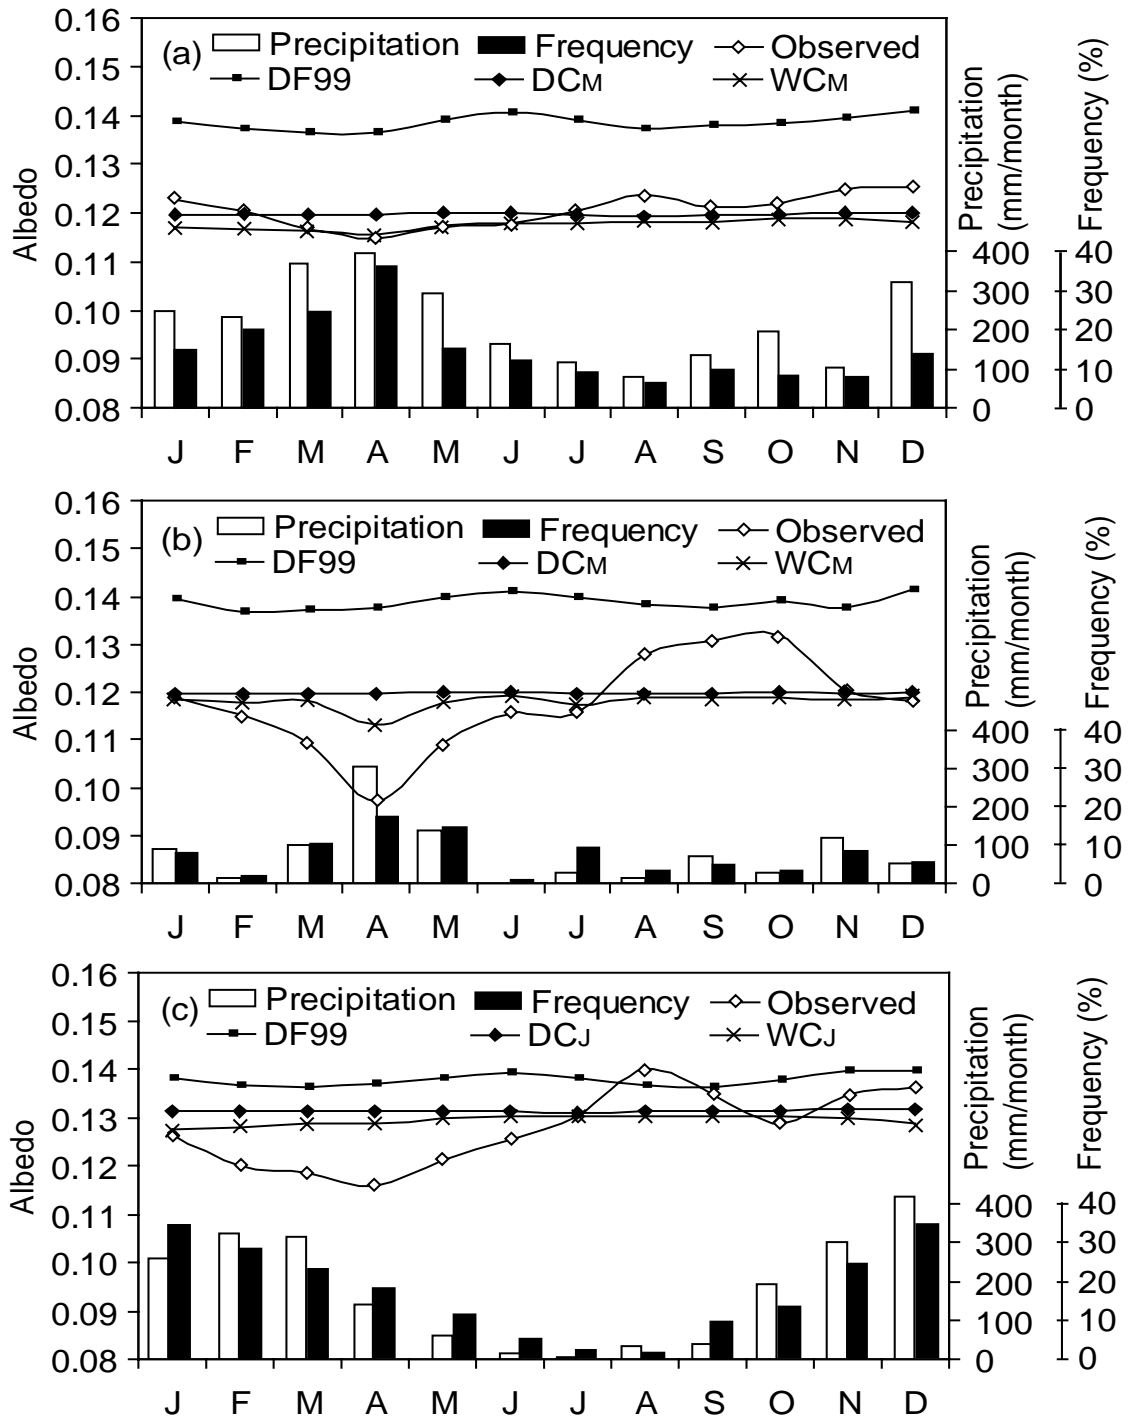 0.16
(a) Precipitation Frequency Observed
0.15
DF99 DCM WCM
0.14
0.13
0.12
0.11
0.10
0.09
0.08
Albedo
Precipitation
(mm/month)
400
300
200
100
0
Frequency (%)
40
30
20
10
0
J F M A M J J A S O N D
0.16
(b) Precipitation Frequency Observed
0.15
DF99 DCM WCM
0.14
0.13
0.12
0.11
0.10
0.09
0.08
Albedo
Precipitation
(mm/month)
400
300
200
100
0
Frequency (%)
40
30
20
10
0
J F M A M J J A S O N D
0.16
(c) Precipitation Frequency Observed
0.15
DF99 DCJ WCJ
0.14
0.13
0.12
0.11
0.10
0.09
0.08
Albedo
Precipitation
(mm/month)
400
300
200
100
0
Frequency (%)
40
30
20
10
0
J F M A M J J A S O N D